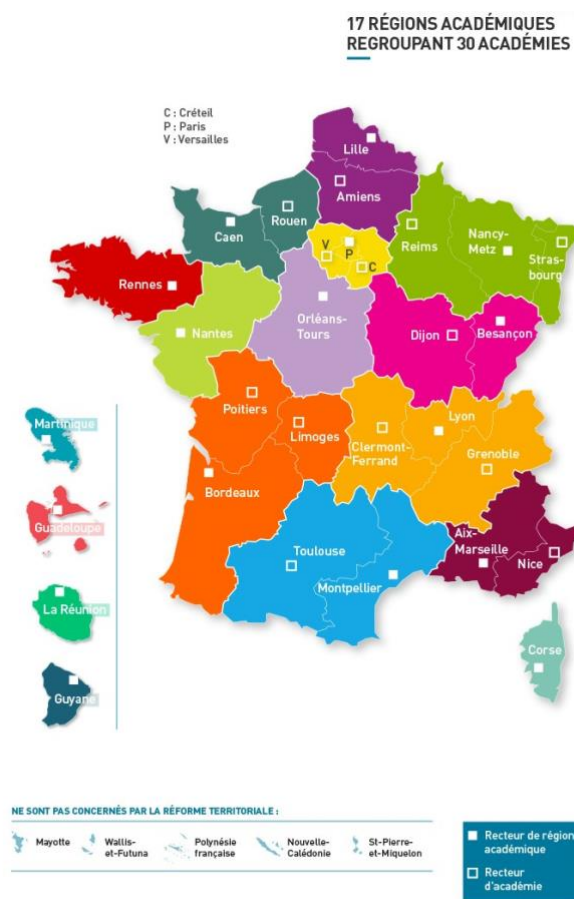 17 RÉGIONS ACADÉMIQUES
REGROUPANT 30 ACADÉMIES
C : Créteil
P : Paris
V : Versailles
Lille
Amiens
Rouen
Caen
V
P
C
Reims
Nancy-
Metz
Stras-
bourg
Rennes
Nantes
Orléans-
Tours
Dijon
Besançon
Poitiers
Limoges
Clermont-
Ferrand
Lyon
Grenoble
Bordeaux
Toulouse
Montpellier
Aix-
Marseille
Nice
Corse
Martinique
Guadeloupe
La Réunion
Guyane
NE SONT PAS CONCERNÉS PAR LA RÉFORME TERRITORIALE :
Mayotte
Wallis-
et-Futuna
Polynésie
française
Nouvelle-
Calédonie
St-Pierre-
et-Miquelon
Recteur de région
académique
Recteur
d'académie